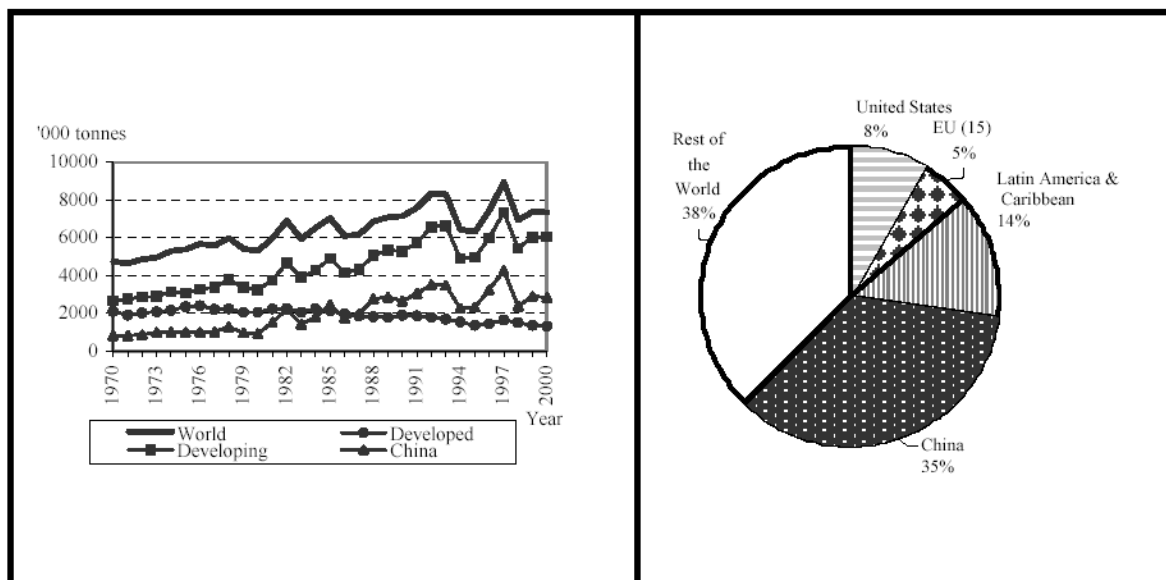 '000 tonnes
10000
8000
6000
4000
2000
0
1970
1973
1976
1979
1982
1985
1988
1991
1994
1997
2000
Year
World
Developed
Developing
China
United States
8%
EU (15)
5%
Latin America &
Caribbean
14%
China
35%
Rest of
the
World
38%